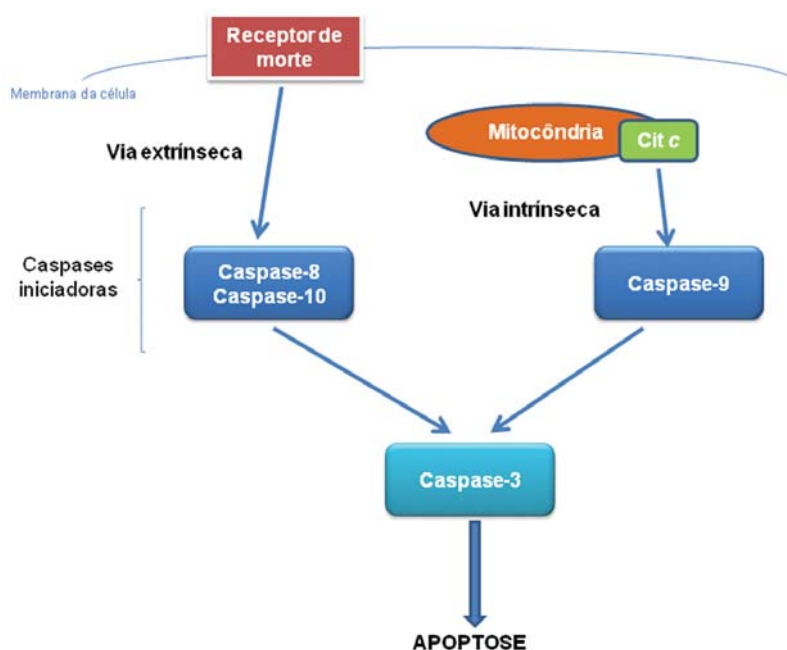 Receptor de
morte
Membrana da célula
Mitocôndria
Cit c
Via extrínseca
Via intrínseca
Caspases
iniciadoras
Caspase-8
Caspase-10
Caspase-9
Caspase-3
APOPTOSE